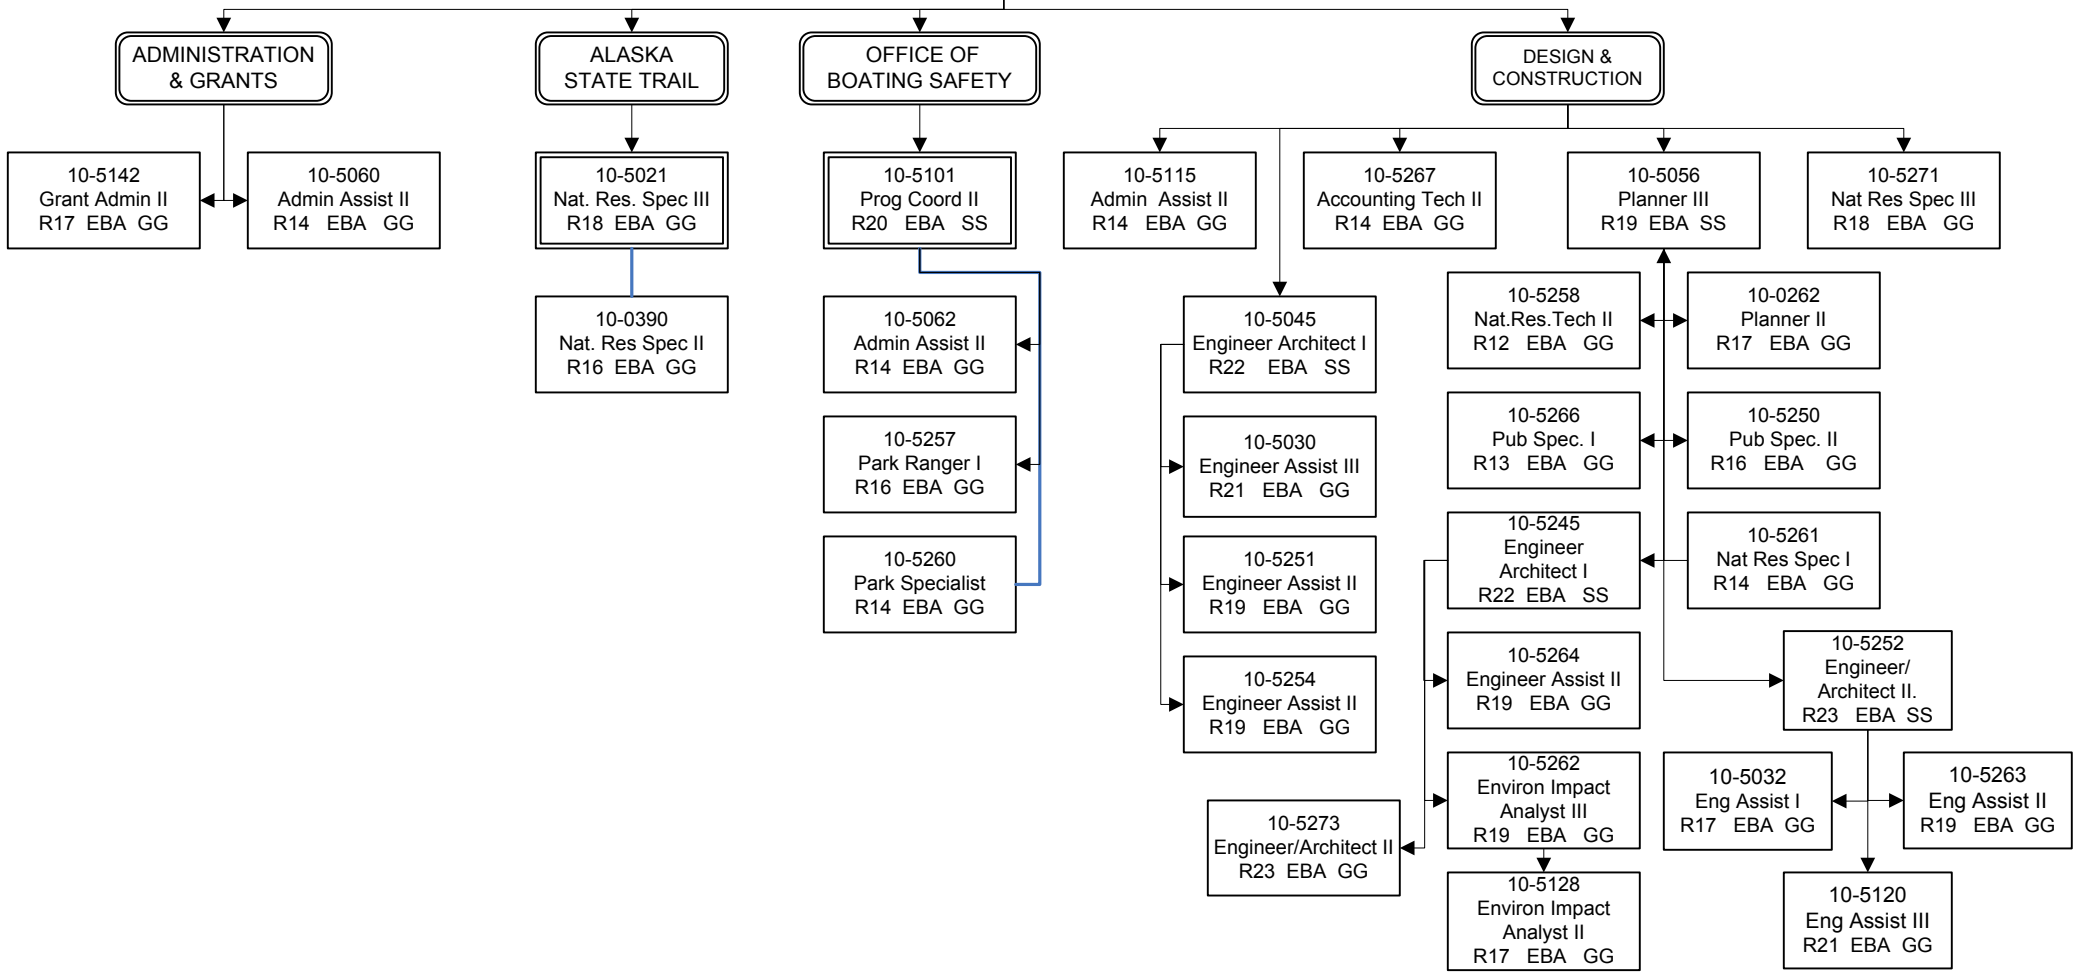 ADMINISTRATION
& GRANTS
ALASKA
STATE TRAIL
OFFICE OF
BOATING SAFETY
DESIGN &
CONSTRUCTION
10-5142
Grant Admin II
R17 EBA GG
10-5060
Admin Assist II
R14 EBA GG
10-5021
Nat. Res. Spec III
R18 EBA GG
10-0390
Nat. Res Spec II
R16 EBA GG
10-5101
Prog Coord II
R20 EBA SS
10-5062
Admin Assist II
R14 EBA GG
10-5257
Park Ranger I
R16 EBA GG
10-5260
Park Specialist
R14 EBA GG
10-5115
Admin Assist II
R14 EBA GG
10-5267
Accounting Tech II
R14 EBA GG
10-5056
Planner III
R19 EBA SS
10-5271
Nat Res Spec III
R18 EBA GG
10-5045
Engineer Architect I
R22 EBA SS
10-5030
Engineer Assist III
R21 EBA GG
10-5251
Engineer Assist II
R19 EBA GG
10-5254
Engineer Assist II
R19 EBA GG
10-5258
Nat.Res.Tech II
R12 EBA GG
10-0262
Planner II
R17 EBA GG
10-5266
Pub Spec. I
R13 EBA GG
10-5250
Pub Spec. II
R16 EBA GG
10-5245
Engineer
Architect I
R22 EBA SS
10-5261
Nat Res Spec I
R14 EBA GG
10-5264
Engineer Assist II
R19 EBA GG
10-5252
Engineer/
Architect II.
R23 EBA SS
10-5262
Environ Impact
Analyst III
R19 EBA GG
10-5273
Engineer/Architect II
R23 EBA GG
10-5128
Environ Impact
Analyst II
R17 EBA GG
10-5032
Eng Assist I
R17 EBA GG
10-5263
Eng Assist II
R19 EBA GG
10-5120
Eng Assist III
R21 EBA GG